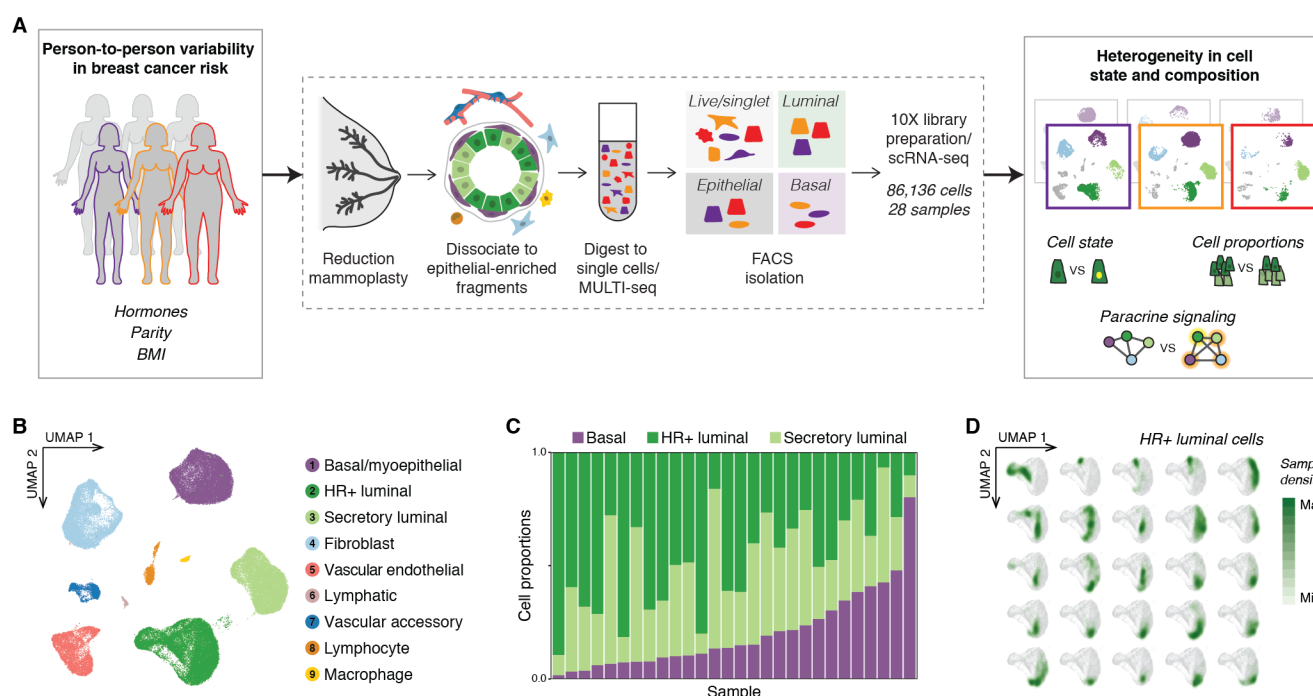 A
Person-to-person variability
in breast cancer risk
Hormones
Parity
BMI
Reduction
mammoplasty
Dissociate to
epithelial-enriched
fragments
Digest to
single cells/
MULTI-seq
Live/singlet
Luminal
Epithelial
Basal
FACS
isolation
10X library
preparation/
scRNA-seq
86,136 cells
28 samples
Heterogeneity in cell
state and composition
Cell state
VS
Cell proportions
VS
Paracrine signaling
VS
B
UMAP 1
UMAP 2
1 Basal/myoepithelial
2 HR+ luminal
3 Secretory luminal
4 Fibroblast
5 Vascular endothelial
6 Lymphatic
7 Vascular accessory
8 Lymphocyte
9 Macrophage
C
Basal
HR+ luminal
Secretory luminal
1.0
Cell proportions
0.0
Sample
D
UMAP 1
UMAP 2
HR+ luminal cells